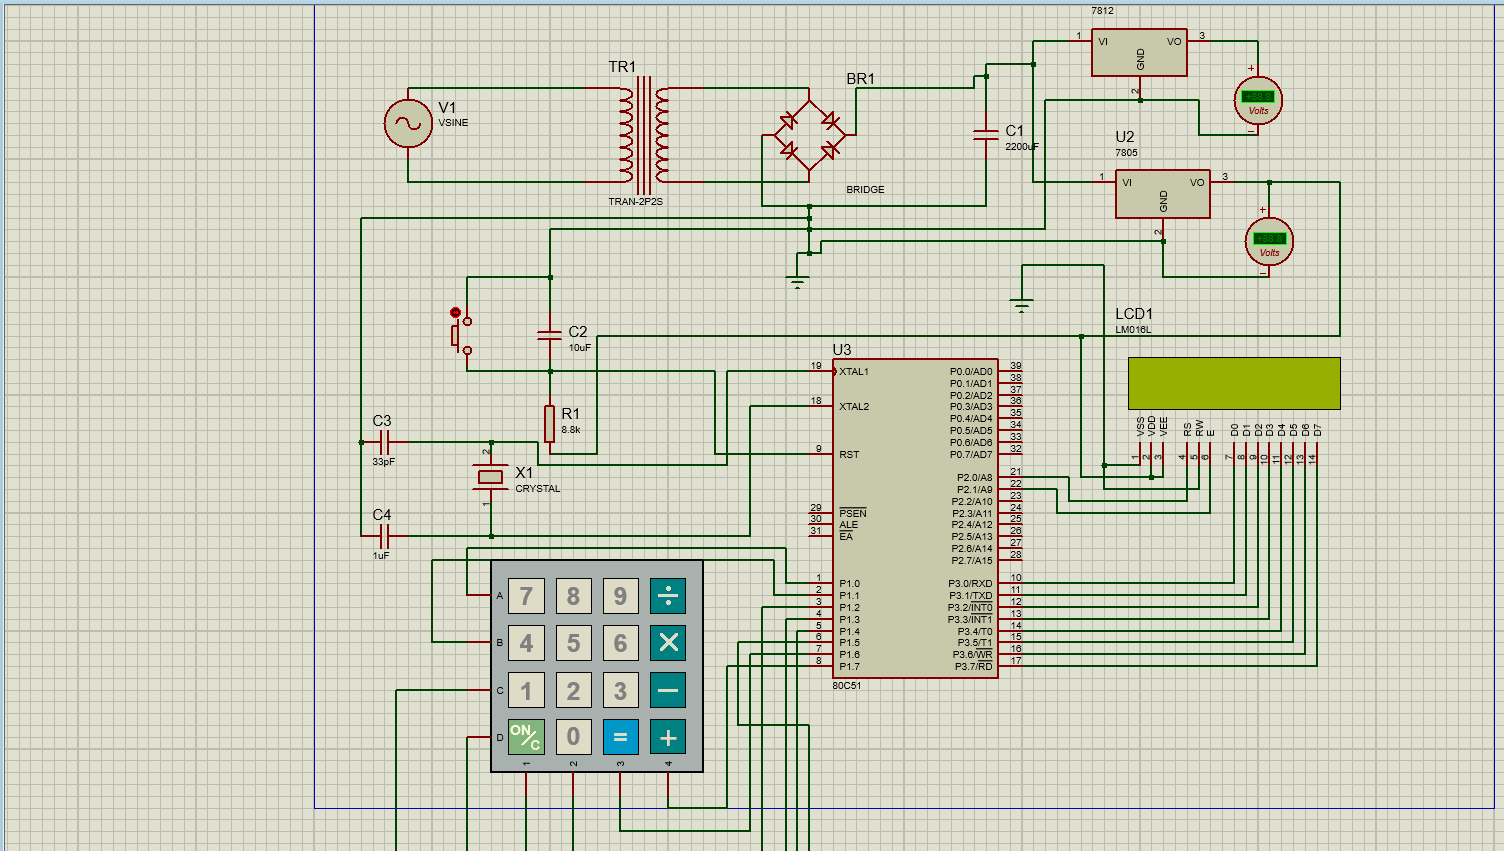 7812
1
VI
VO
3
GND
2
+
Volts
TR1
BR1
V1
VSINE
C1
2200uF
U2
7805
1
VI
VO
3
GND
2
+
Volts
BRIDGE
TRAN-2P2S
C2
10uF
LCD1
LM016L
U3
19 XTAL1 P0.0/AD0 39
P0.1/AD1 38
P0.2/AD2 37
18 XTAL2 P0.3/AD3 36
P0.4/AD4 35
P0.5/AD5 34
P0.6/AD6 33
9 RST P0.7/AD7 32
P2.0/A8 21
P2.1/A9 22
P2.2/A10 23
29 PSEN P2.3/A11 24
30 ALE P2.4/A12 25
31 EA P2.5/A13 26
P2.6/A14 27
P2.7/A15 28
1 P1.0 P3.0/RXD 10
2 P1.1 P3.1/TXD 11
3 P1.2 P3.2/INT0 12
4 P1.3 P3.3/INT1 13
5 P1.4 P3.4/T0 14
6 P1.5 P3.5/T1 15
7 P1.6 P3.6/WR 16
8 P1.7 P3.7/RD 17
80C51
VSS VDD VEE RS RW E D0 D1 D2 D3 D4 D5 D6 D7
1 2 3 4 5 6 7 8 9 10 11 12 13 14
R1
8.8k
C3
33pF
2
X1
CRYSTAL
1
C4
1uF
A 7 8 9 ÷
B 4 5 6 ×
C 1 2 3 −
D ON/C 0 = +
1 2 3 4